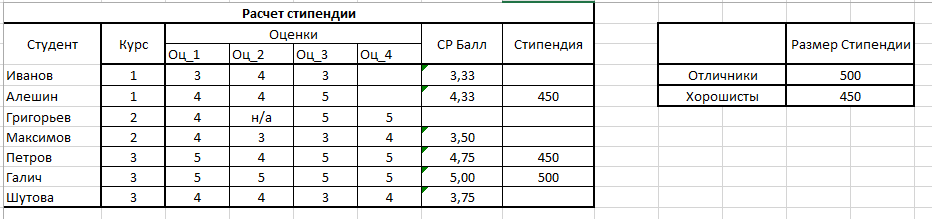 Расчет стипендии
Студент Курс Оценки СР Балл Стипендия Размер Стипендии
Оц_1 Оц_2 Оц_3 Оц_4
Иванов 1 3 4 3 3,33 Отличники 500
Алешин 1 4 4 5 4,33 450 Хорошисты 450
Григорьев 2 4 н/а 5 5
Максимов 2 4 3 3 4 3,50
Петров 3 5 4 5 5 4,75 450
Галич 3 5 5 5 5 5,00 500
Шутова 3 4 4 3 4 3,75